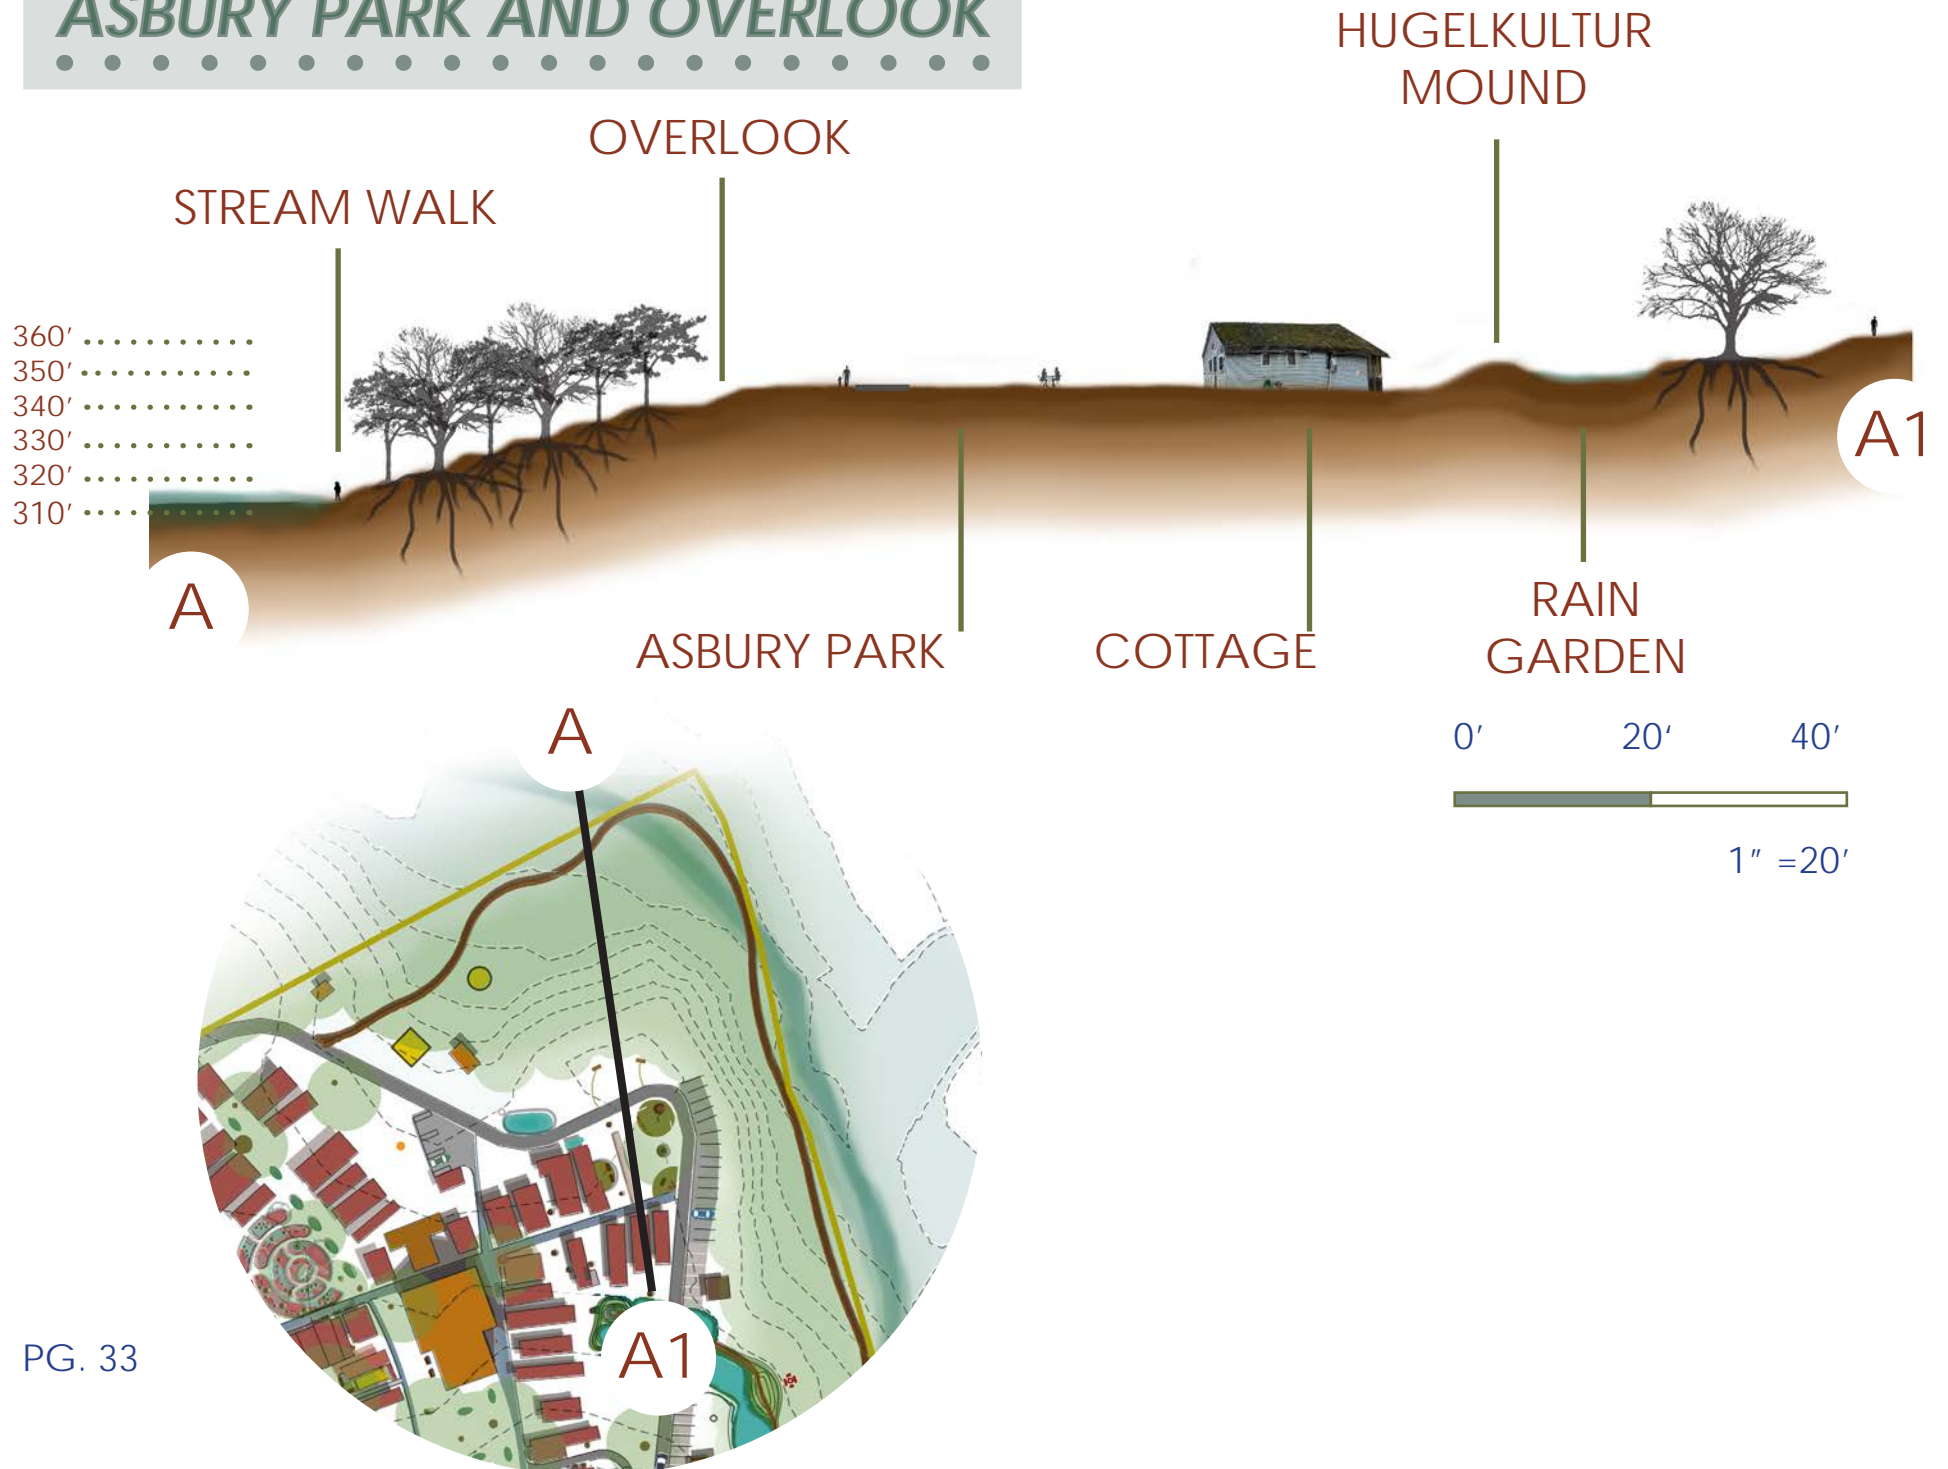 ASBURY PARK AND OVERLOOK
HUGELKULTUR
MOUND
OVERLOOK
STREAM WALK
360'
350'
340'
330'
320'
310'
A1
A
ASBURY PARK
COTTAGE
RAIN
GARDEN
0' 20‘ 40'
1” =20'
A
A1
PG. 33